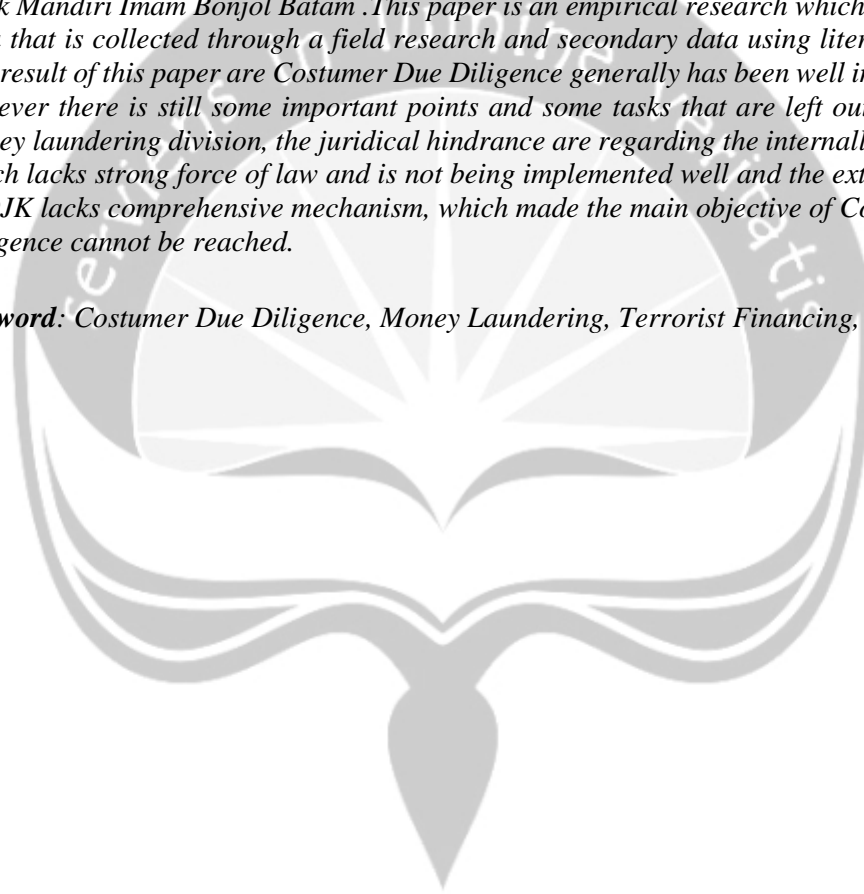 k Mandiri Imam Bonjol Batam .This paper is an empirical research which
that is collected through a field research and secondary data using liter
result of this paper are Costumer Due Diligence generally has been well i
ever there is still some important points and some tasks that are left ou
ey laundering division, the juridical hindrance are regarding the internall
ch lacks strong force of law and is not being implemented well and the ext
JK lacks comprehensive mechanism, which made the main objective of Co
gence cannot be reached.
word: Costumer Due Diligence, Money Laundering, Terrorist Financing,
serviens in lumine veritatis